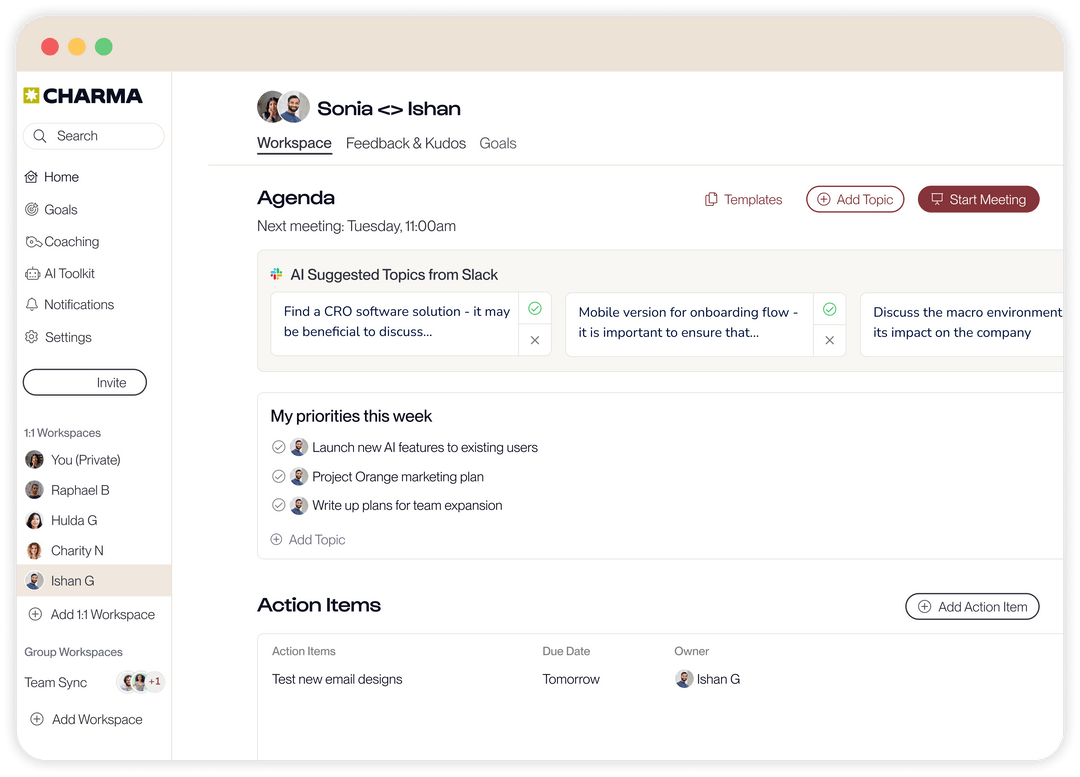 CHARMA
Search
Home
Goals
Coaching
AI Toolkit
Notifications
Settings
Invite
1:1 Workspaces
You (Private)
Raphael B
Hulda G
Charity N
Ishan G
Add 1:1 Workspace
Group Workspaces
Team Sync +1
Add Workspace
Sonia <> Ishan
Workspace Feedback & Kudos Goals
Agenda
Templates Add Topic Start Meeting
Next meeting: Tuesday, 11:00am
AI Suggested Topics from Slack
Find a CRO software solution - it may
be beneficial to discuss...
Mobile version for onboarding flow -
it is important to ensure that...
Discuss the macro environment
its impact on the company
My priorities this week
Launch new AI features to existing users
Project Orange marketing plan
Write up plans for team expansion
Add Topic
Action Items
Add Action Item
Action Items Due Date Owner
Test new email designs Tomorrow Ishan G